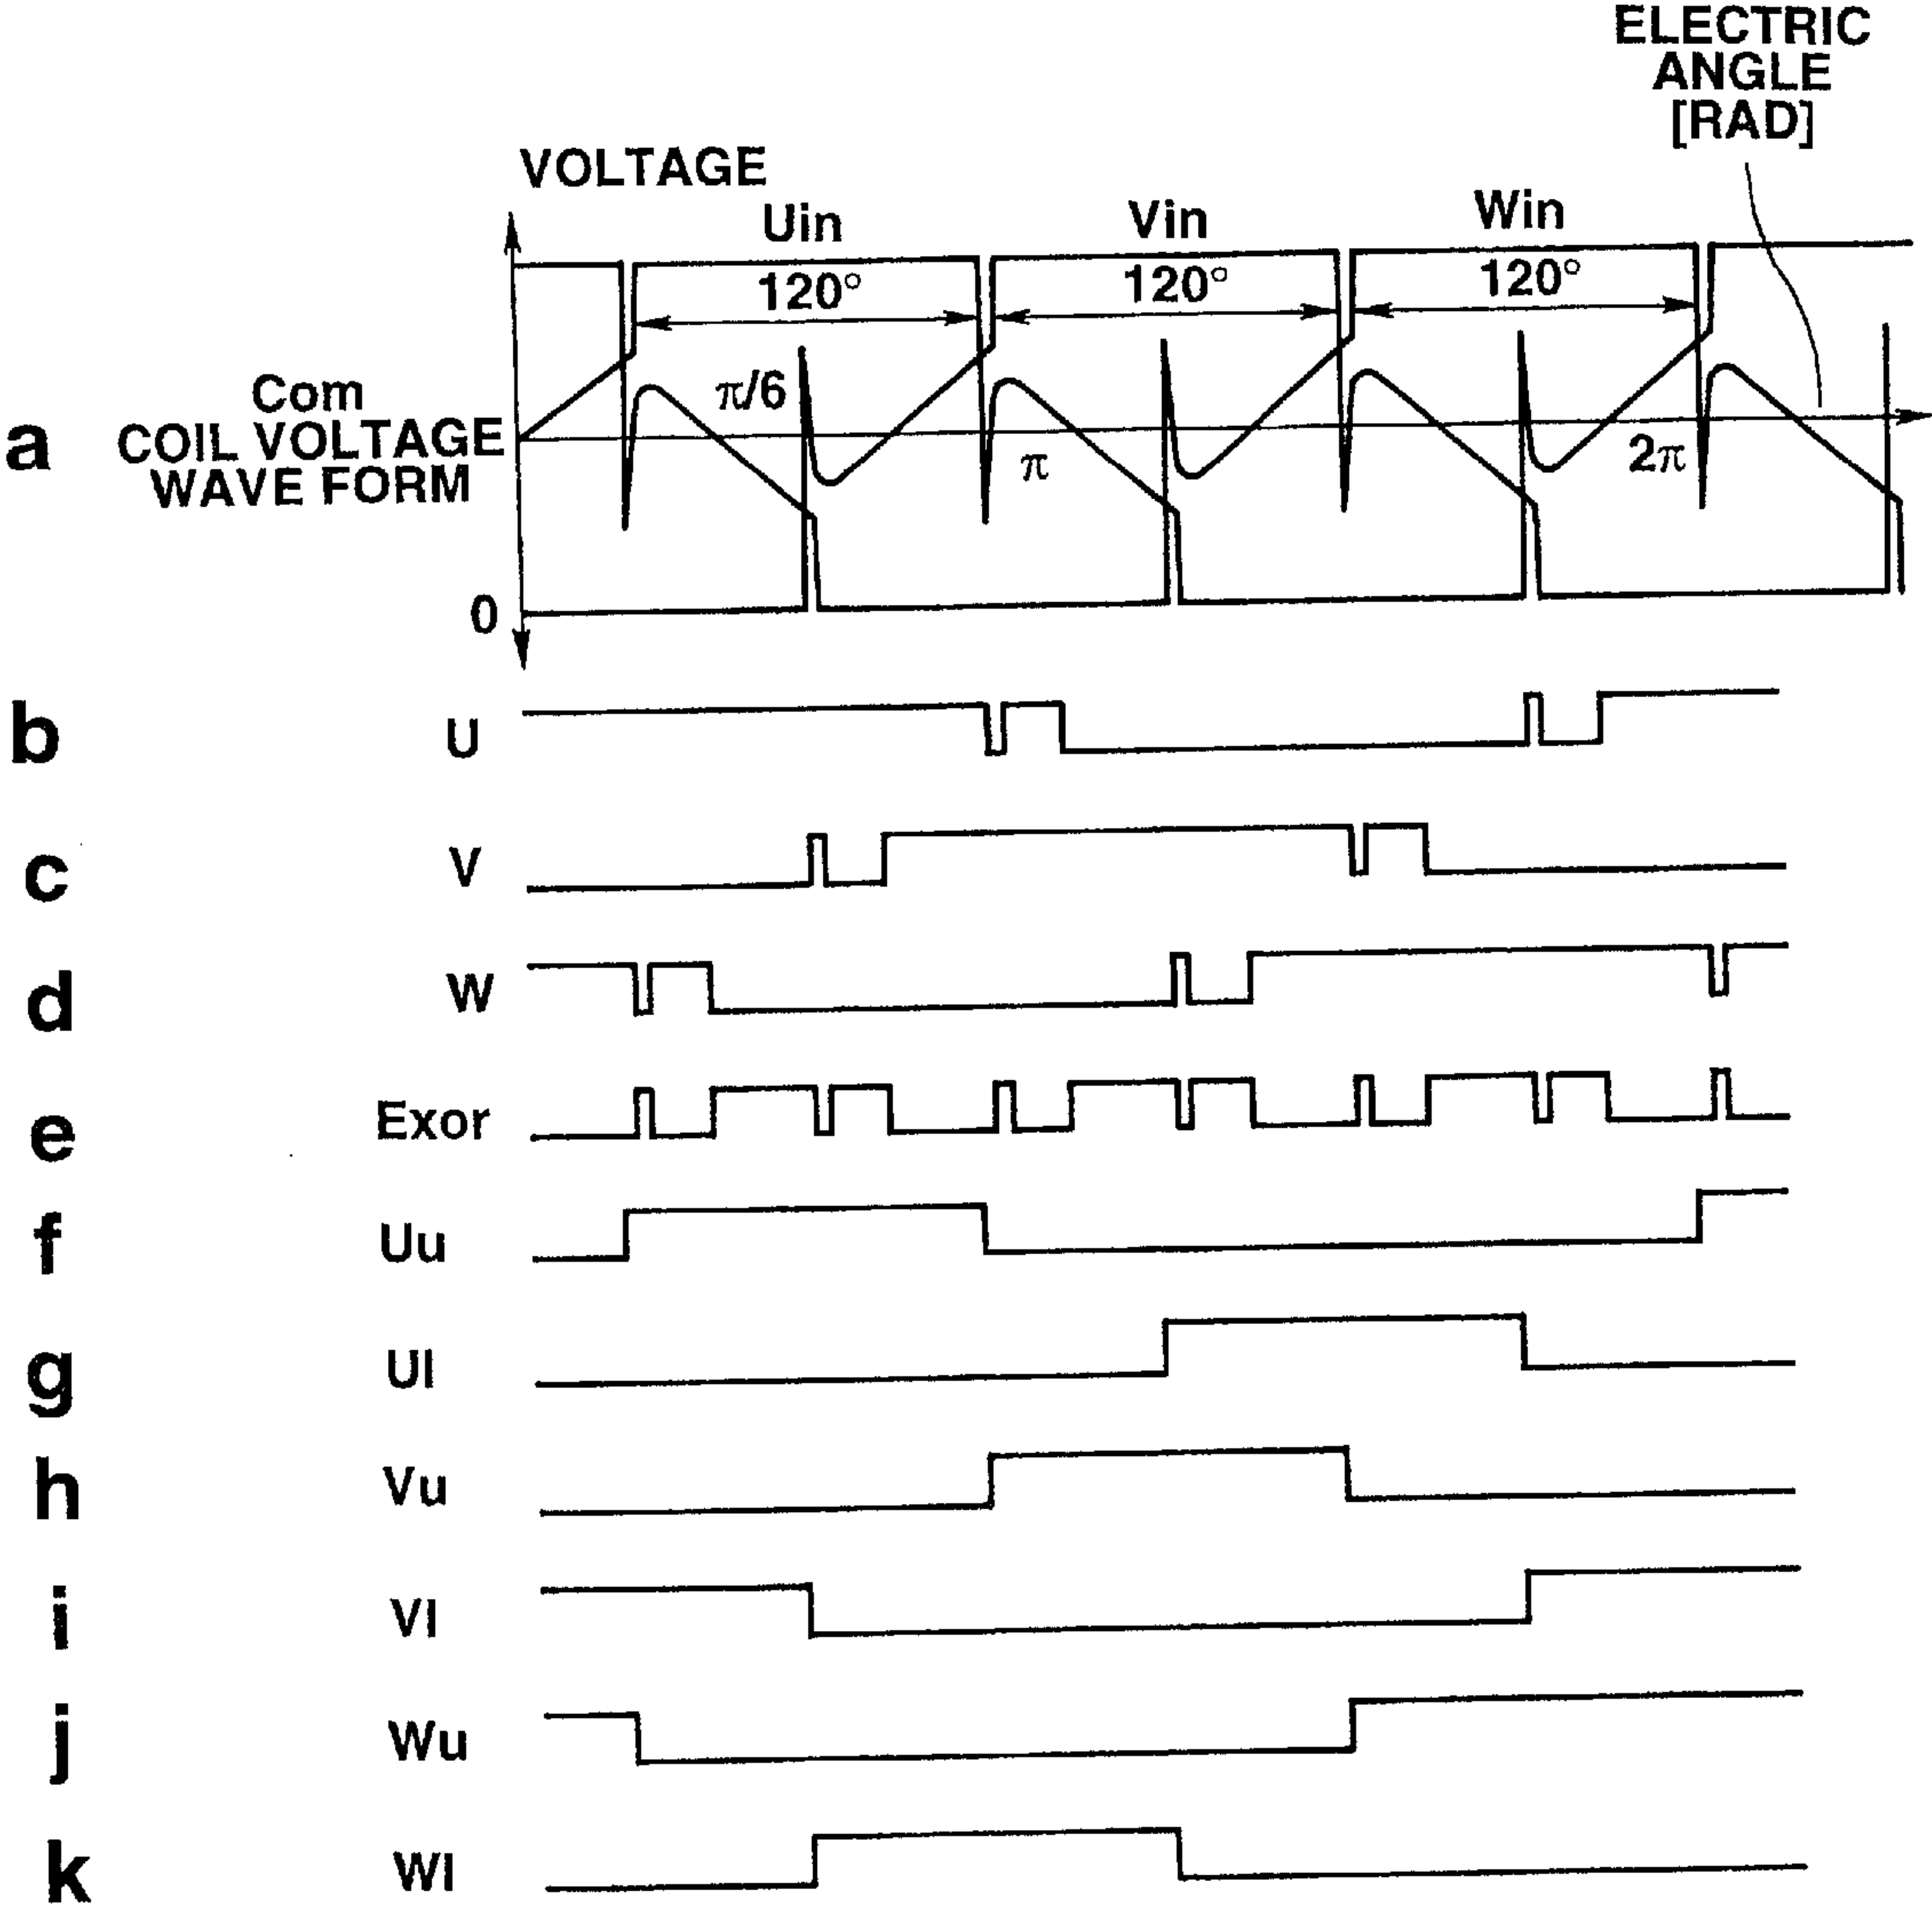 ELECTRIC
ANGLE
[RAD]
VOLTAGE
Uin
Vin
Win
120°
120°
120°
π/6
Com
a
COIL VOLTAGE
WAVE FORM
π
2π
0
b
U
c
V
d
W
e
Exor
f
Uu
g
Ul
h
Vu
i
Vl
j
Wu
k
Wl